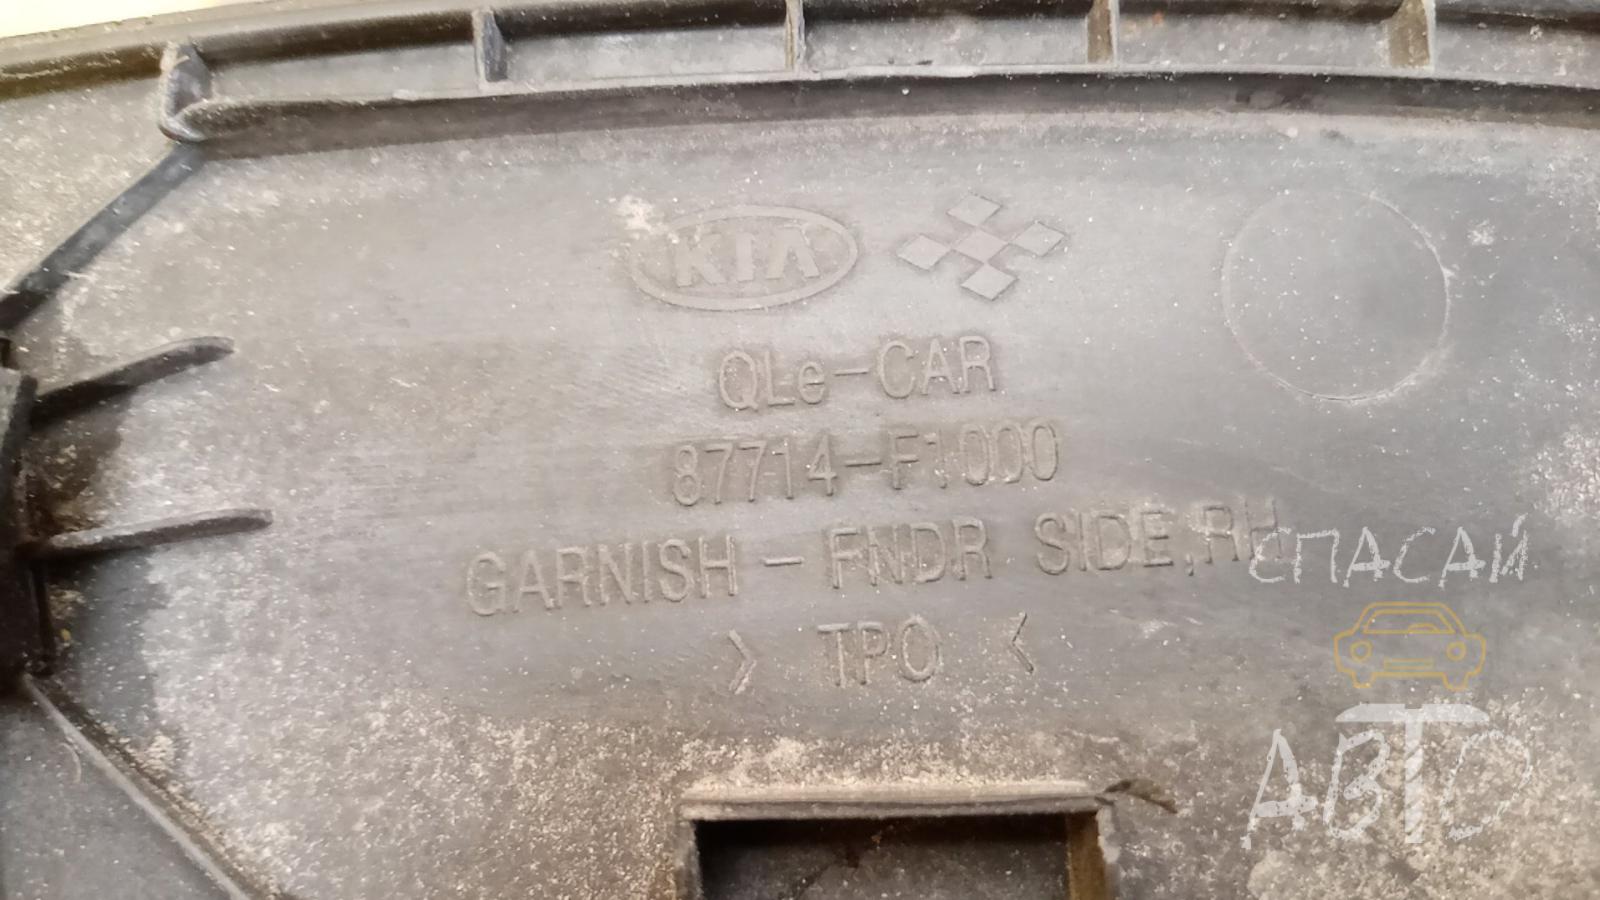 KIA
QLe-CAR
87714-F1000
GARNISH - FNDR SIDE,RH
> TPO <
СПАСАЙ
АВТО